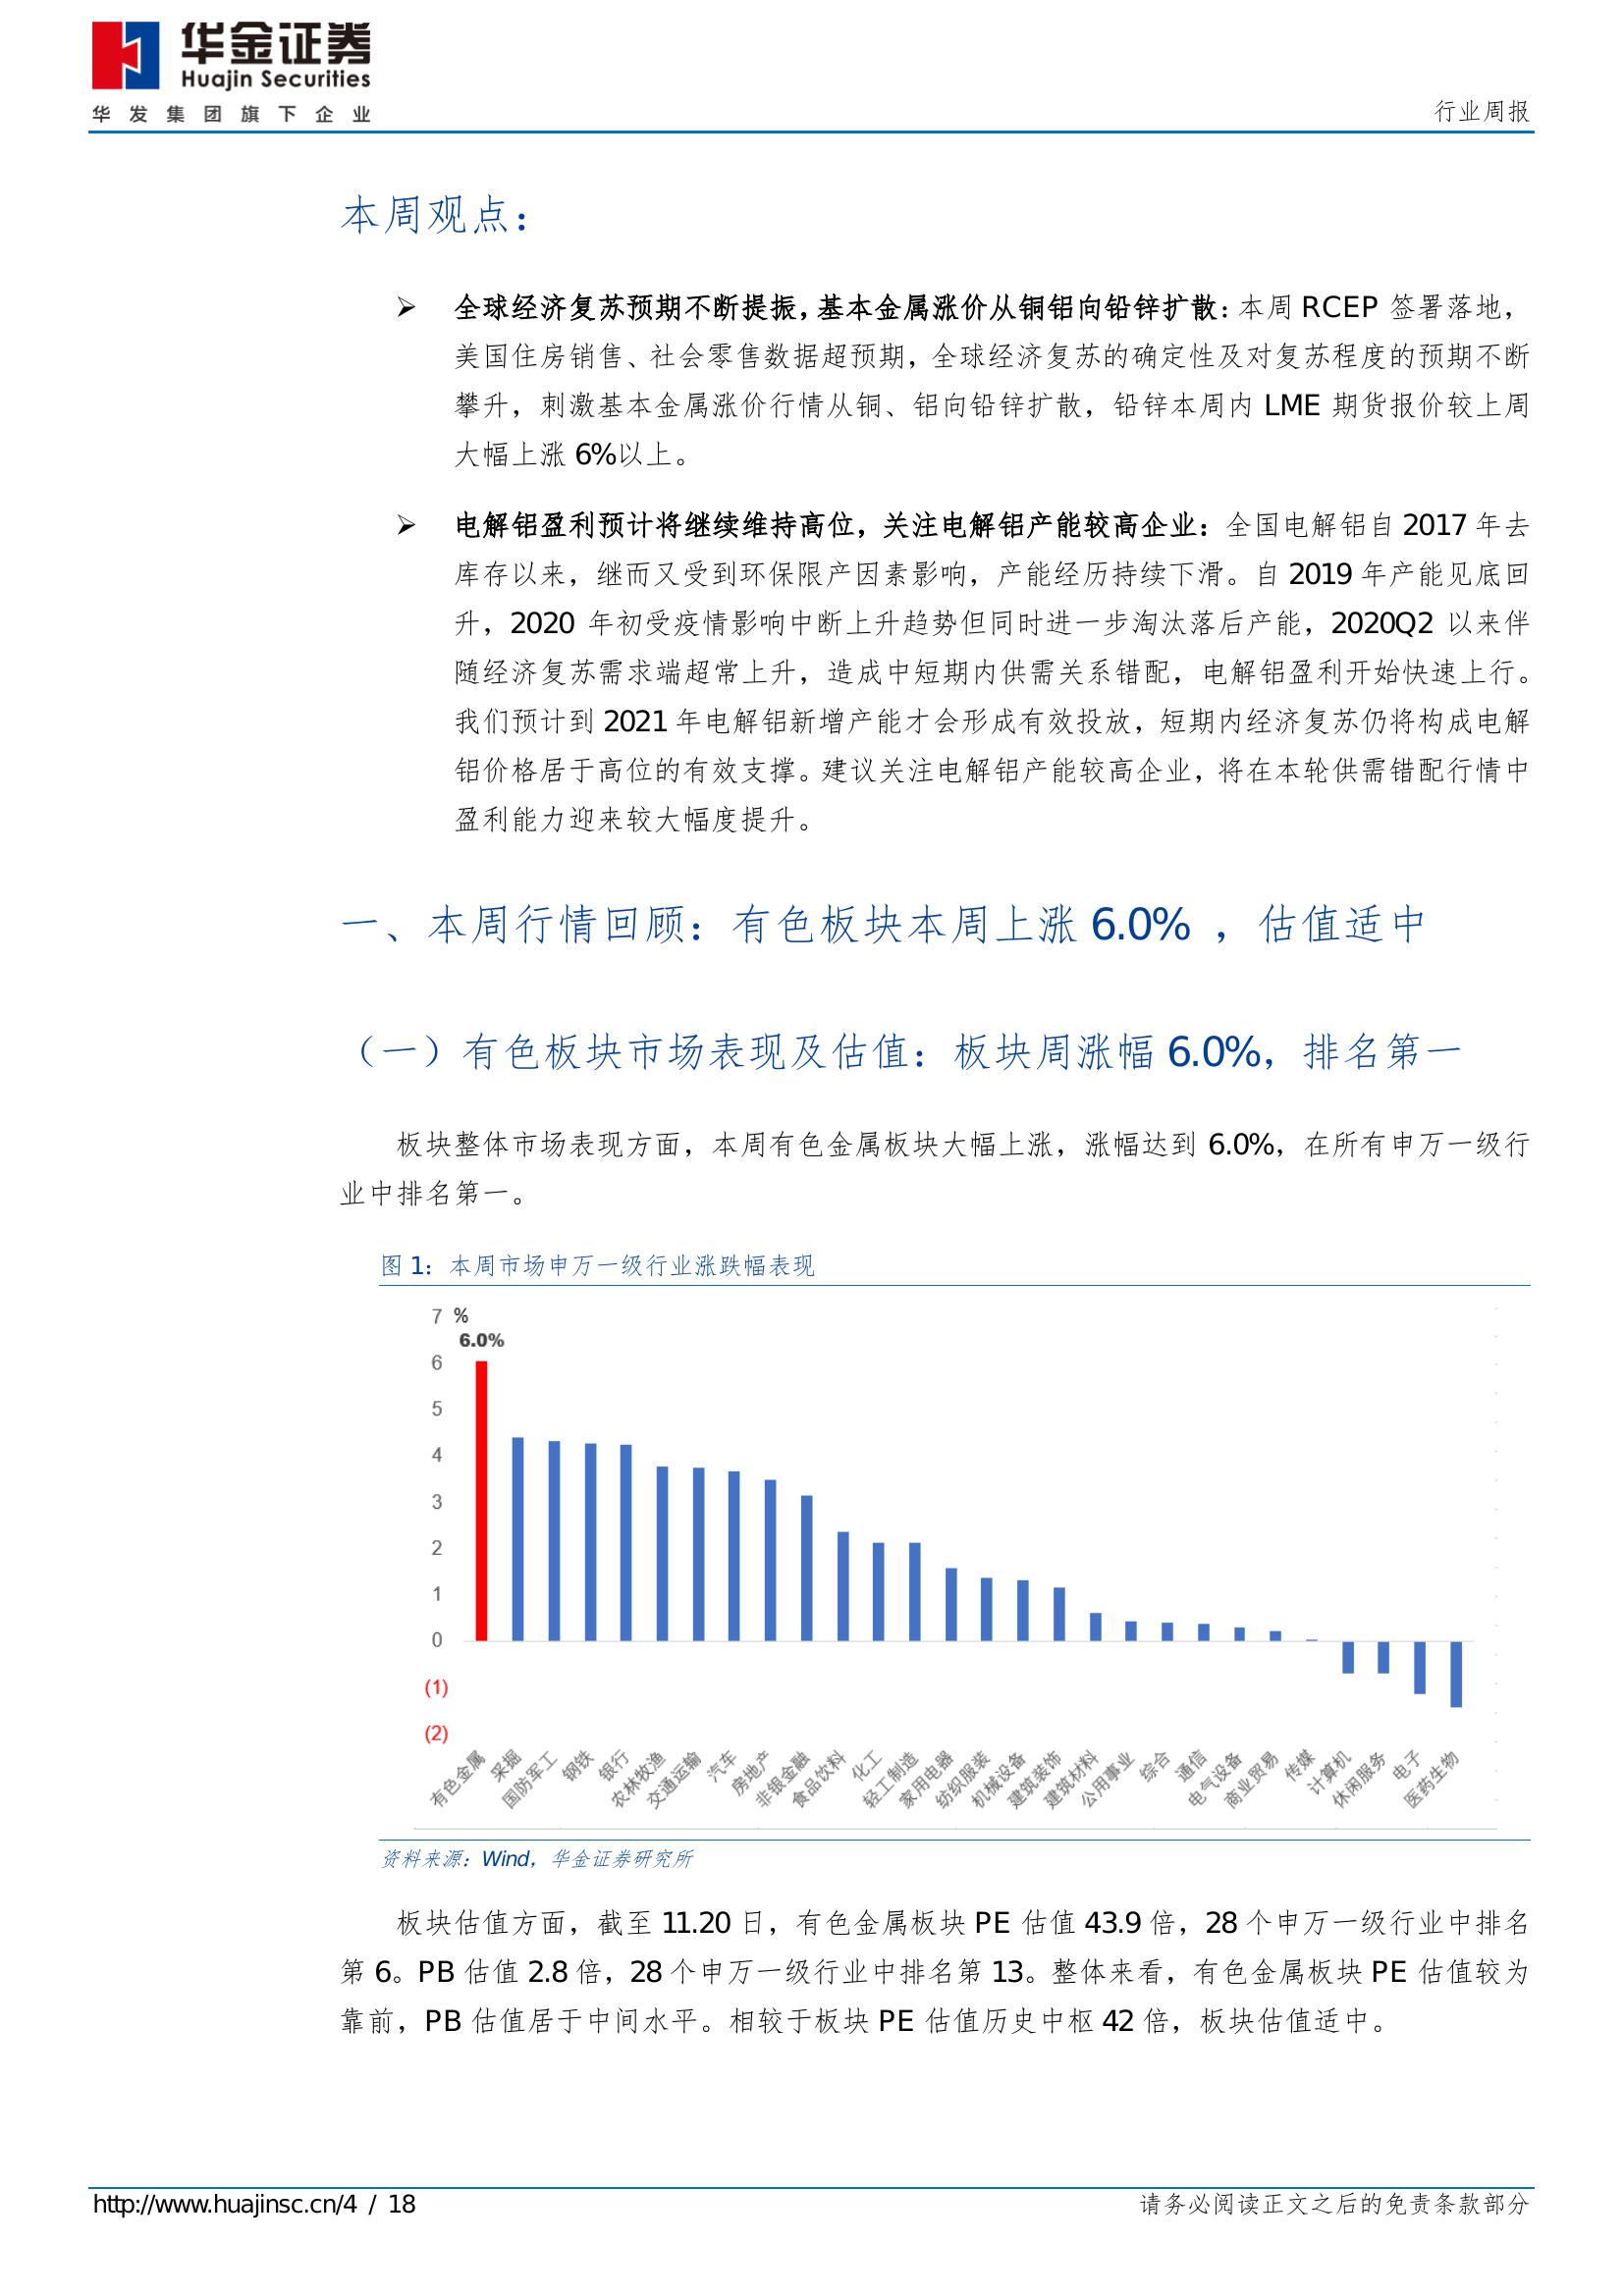 华金证券
Huajin Securities
华发集团旗下企业
行业周报
本周观点：
➢ 全球经济复苏预期不断提振，基本金属涨价从铜铝向铅锌扩散：本周 RCEP 签署落地，
美国住房销售、社会零售数据超预期，全球经济复苏的确定性及对复苏程度的预期不断
攀升，刺激基本金属涨价行情从铜、铝向铅锌扩散，铅锌本周内 LME 期货报价较上周
大幅上涨 6%以上。
➢ 电解铝盈利预计将继续维持高位，关注电解铝产能较高企业：全国电解铝自 2017 年去
库存以来，继而又受到环保限产因素影响，产能经历持续下滑。自 2019 年产能见底回
升，2020 年初受疫情影响中断上升趋势但同时进一步淘汰落后产能，2020Q2 以来伴
随经济复苏需求端超常上升，造成中短期内供需关系错配，电解铝盈利开始快速上行。
我们预计到 2021 年电解铝新增产能才会形成有效投放，短期内经济复苏仍将构成电解
铝价格居于高位的有效支撑。建议关注电解铝产能较高企业，将在本轮供需错配行情中
盈利能力迎来较大幅度提升。
一、本周行情回顾：有色板块本周上涨 6.0% ，估值适中
（一）有色板块市场表现及估值：板块周涨幅 6.0%，排名第一
板块整体市场表现方面，本周有色金属板块大幅上涨，涨幅达到 6.0%，在所有申万一级行
业中排名第一。
图 1：本周市场申万一级行业涨跌幅表现
7 %
6.0%
6
5
4
3
2
1
0
(1)
(2)
有色金属
采掘
国防军工
钢铁
银行
农林牧渔
交通运输
汽车
房地产
非银金融
食品饮料
化工
轻工制造
家用电器
纺织服装
机械设备
建筑装饰
建筑材料
公用事业
综合
通信
电气设备
商业贸易
传媒
计算机
休闲服务
电子
医药生物
资料来源：Wind，华金证券研究所
板块估值方面，截至 11.20 日，有色金属板块 PE 估值 43.9 倍，28 个申万一级行业中排名
第 6。PB 估值 2.8 倍，28 个申万一级行业中排名第 13。整体来看，有色金属板块 PE 估值较为
靠前，PB 估值居于中间水平。相较于板块 PE 估值历史中枢 42 倍，板块估值适中。
http://www.huajinsc.cn/4 / 18
请务必阅读正文之后的免责条款部分